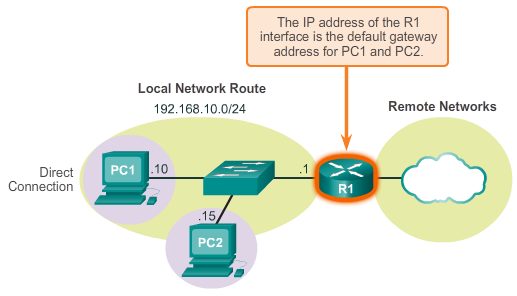 The IP address of the R1
interface is the default gateway
address for PC1 and PC2.
Local Network Route
192.168.10.0/24
Remote Networks
Direct
Connection
PC1
.10
.1
R1
.15
PC2